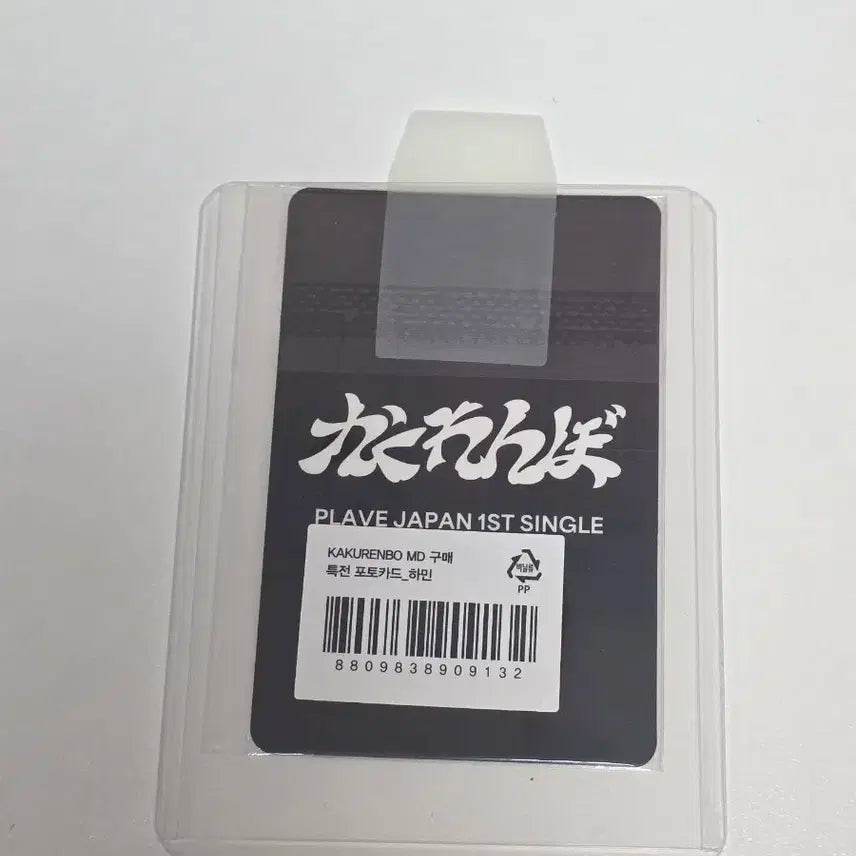 かくれんぼ
PLAVE JAPAN 1ST SINGLE
KAKURENBO MD 구매
특전 포토카드_하민
비닐류
PP
8809838909132